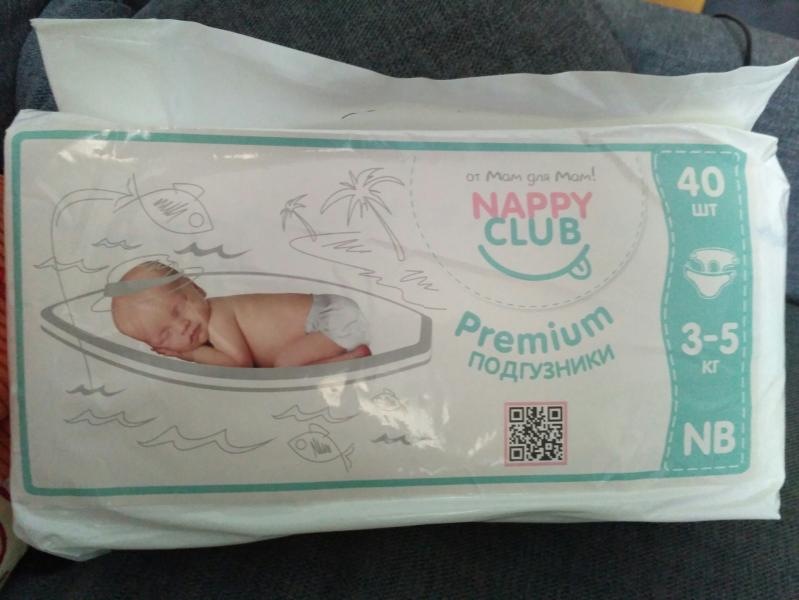 от Мам для Мам!
NAPPY
CLUB
Premium
ПОДГУЗНИКИ
40
ШТ
3-5
КГ
NB